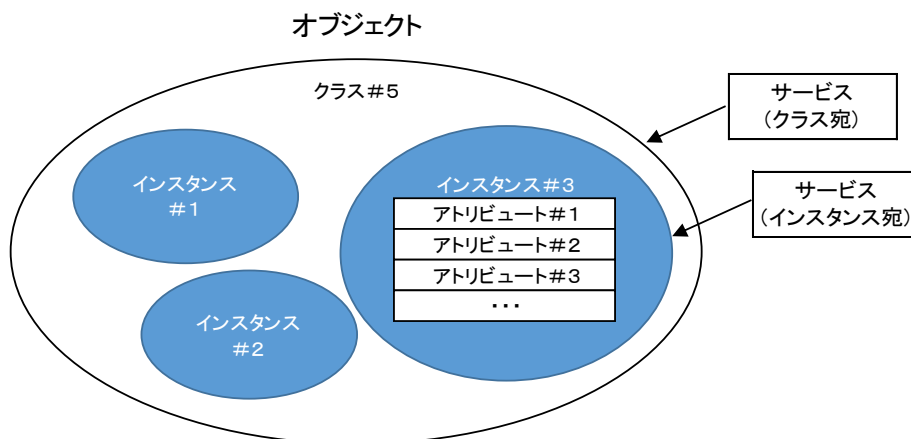 オブジェクト
クラス#5
サービス
(クラス宛)
インスタンス
#1
インスタンス#3
アトリビュート#1
アトリビュート#2
アトリビュート#3
・・・
サービス
(インスタンス宛)
インスタンス
#2